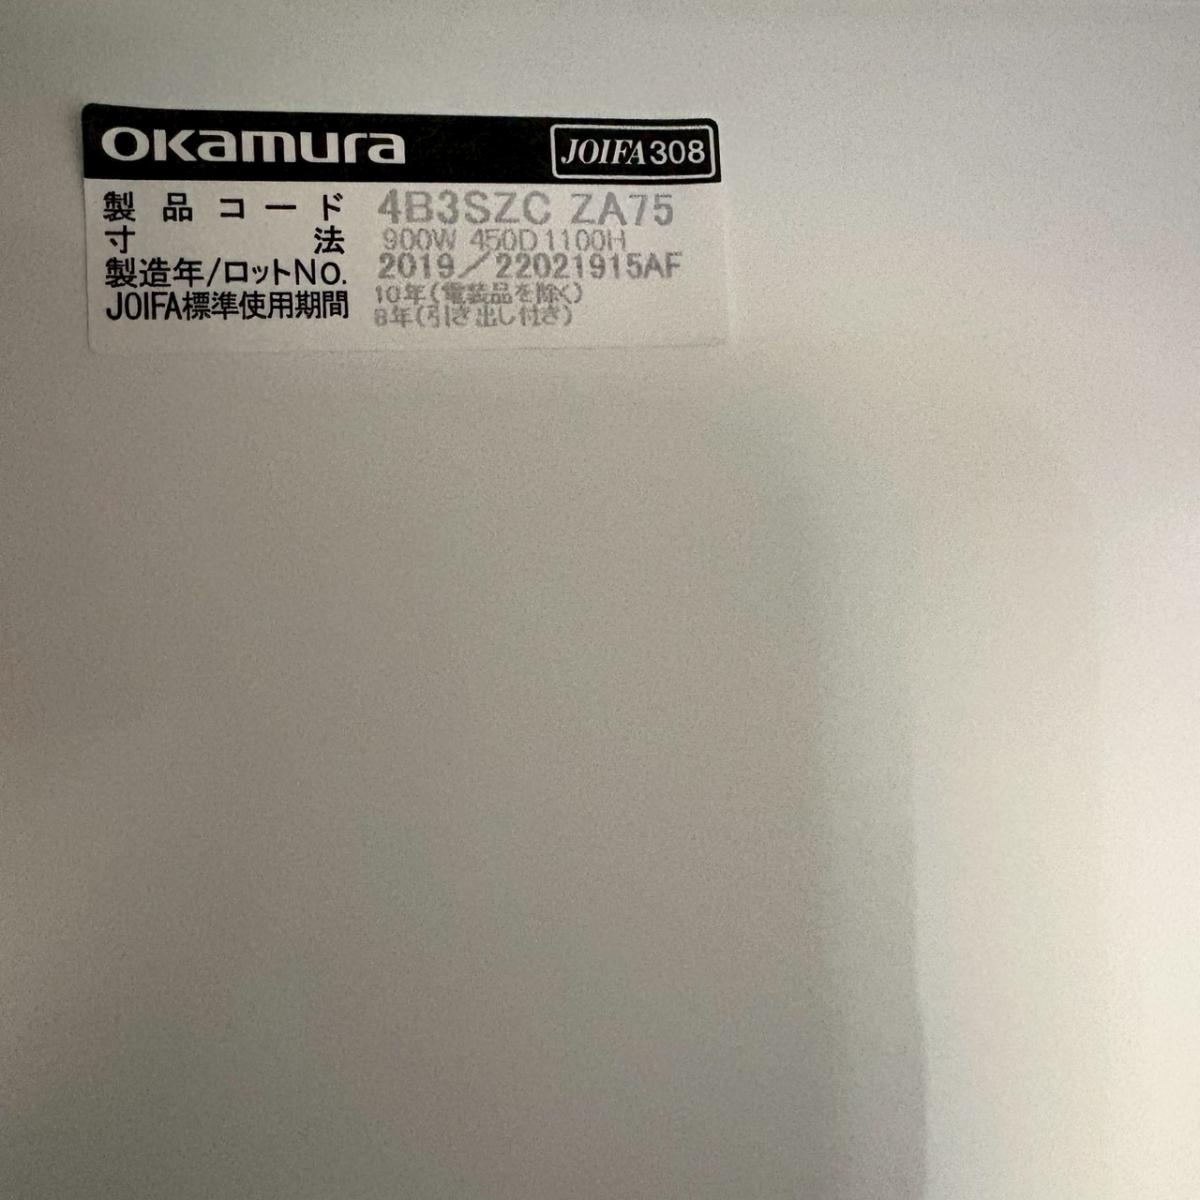 OKamura JOIFA308
製品コード 4B3SZC ZA75
寸法 900W 450D1100H
製造年/ロットNo. 2019／22021915AF
JOIFA標準使用期間 10年(電装品を除く)
8年(引き出し付き)